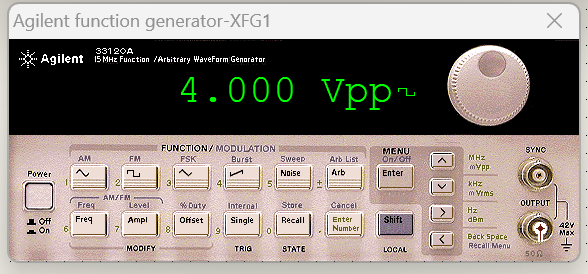 Agilent function generator-XFG1
Agilent
33120A
15 MHz Function /Arbitrary WaveForm Generator
4.000 Vpp
FUNCTION/ MODULATION
AM FM FSK Burst Sweep Arb List
1 2 3 4 5 ±
Noise Arb
MENU
On/Off
Enter
MHz
mVpp
kHz
Vrms
Hz
dBm
Back Space
Recall Menu
SYNC
OUTPUT
42V
Max
50Ω
Power
Off
On
AM/FM
Freq Level %Duty Internal Store Cancel
6 7 8 9 0
Freq Ampl Offset Single Recall Enter
Number
Shift
MODIFY TRIG STATE LOCAL